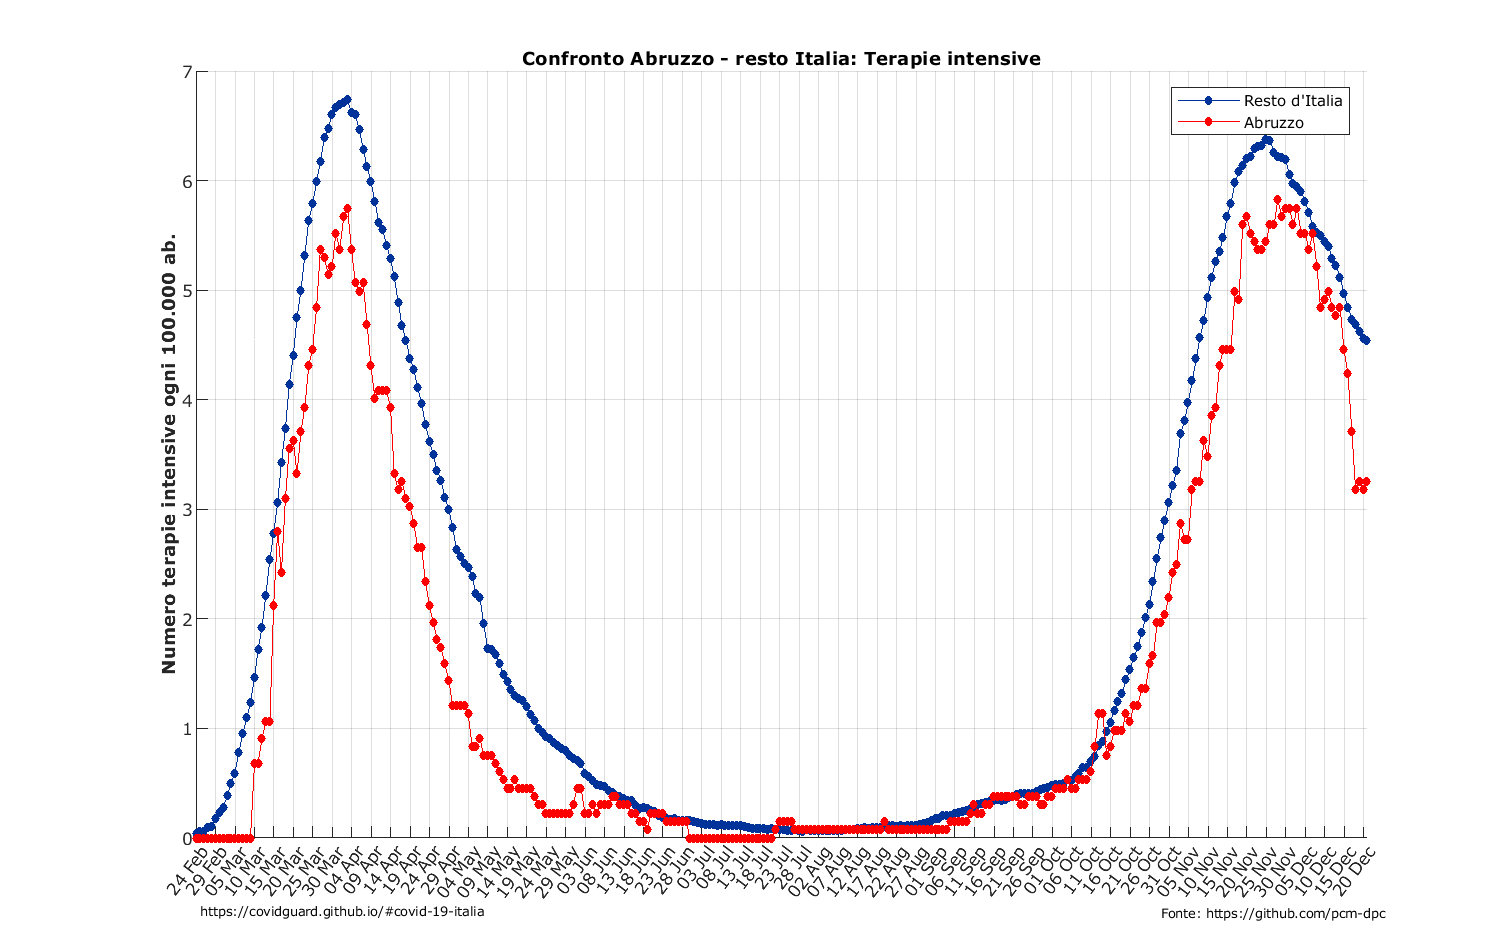 Confronto Abruzzo - resto Italia: Terapie intensive
Resto d'Italia
Abruzzo
Numero terapie intensive ogni 100.000 ab.
7
6
5
4
3
2
1
0
24 Feb
29 Feb
05 Mar
10 Mar
15 Mar
20 Mar
25 Mar
30 Mar
04 Apr
09 Apr
14 Apr
19 Apr
24 Apr
29 Apr
04 May
09 May
14 May
19 May
24 May
29 May
03 Jun
08 Jun
13 Jun
18 Jun
23 Jun
28 Jun
03 Jul
08 Jul
13 Jul
18 Jul
23 Jul
28 Jul
02 Aug
07 Aug
12 Aug
17 Aug
22 Aug
27 Aug
01 Sep
06 Sep
11 Sep
16 Sep
21 Sep
26 Sep
01 Oct
06 Oct
11 Oct
16 Oct
21 Oct
26 Oct
31 Oct
05 Nov
10 Nov
15 Nov
20 Nov
25 Nov
30 Nov
05 Dec
10 Dec
15 Dec
20 Dec
https://covidguard.github.io/#covid-19-italia
Fonte: https://github.com/pcm-dpc